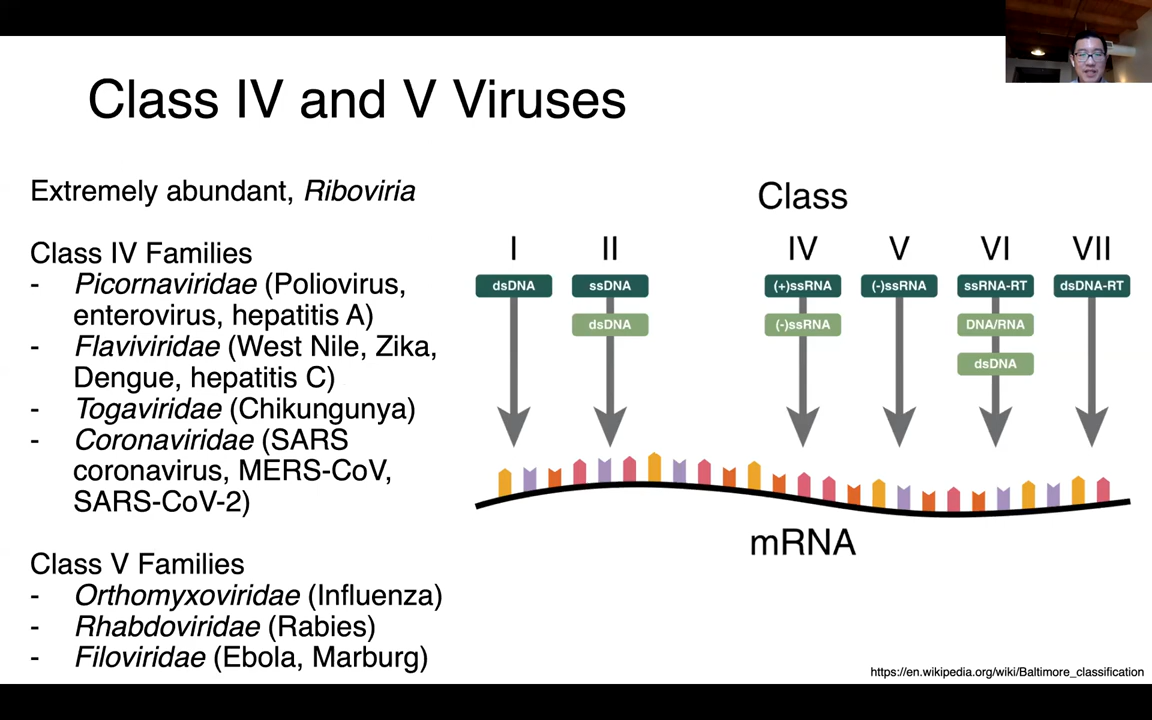 Class IV and V Viruses
Extremely abundant, Riboviria
Class IV Families
- Picornaviridae (Poliovirus,
enterovirus, hepatitis A)
- Flaviviridae (West Nile, Zika,
Dengue, hepatitis C)
- Togaviridae (Chikungunya)
- Coronaviridae (SARS
coronavirus, MERS-CoV,
SARS-CoV-2)
Class V Families
- Orthomyxoviridae (Influenza)
- Rhabdoviridae (Rabies)
- Filoviridae (Ebola, Marburg)
Class
I II IV V VI VII
dsDNA ssDNA (+)ssRNA (-)ssRNA ssRNA-RT dsDNA-RT
dsDNA (-)ssRNA DNA/RNA
dsDNA
mRNA
https://en.wikipedia.org/wiki/Baltimore_classification